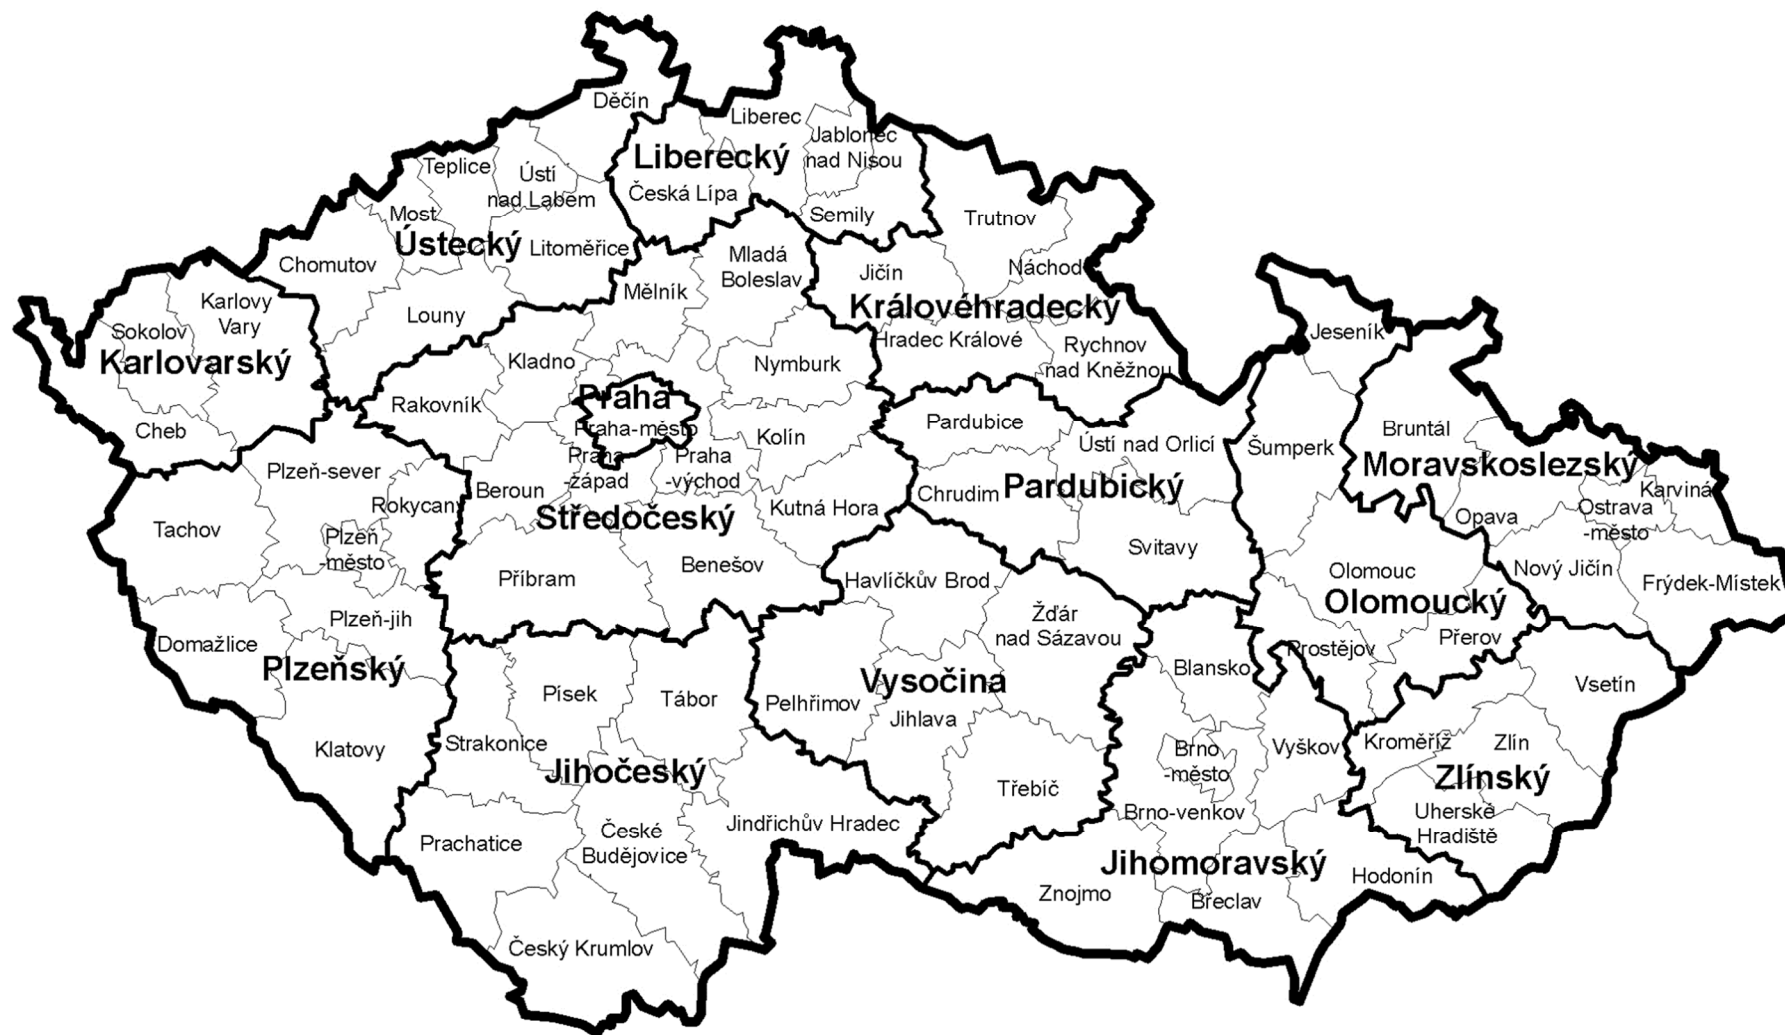 Děčín
Liberec
Jablonec
nad Nisou
Liberecký
Česká Lípa
Semily
Teplice
Ústí
nad Labem
Most
Ústecký
Litoměřice
Chomutov
Louny
Trutnov
Náchod
Jičín
Královéhradecký
Hradec Králové
Rychnov
nad Kněžnou
Mladá
Boleslav
Mělník
Karlovy
Vary
Sokolov
Karlovarský
Cheb
Kladno
Rakovník
Nymburk
Praha
Praha-město
Praha
-západ
Praha
-východ
Kolín
Beroun
Středočeský
Kutná Hora
Příbram
Benešov
Jeseník
Šumperk
Bruntál
Moravskoslezský
Karviná
Ostrava
-město
Opava
Nový Jičín
Frýdek-Místek
Pardubice
Ústí nad Orlicí
Chrudim
Pardubický
Svitavy
Plzeň-sever
Rokycany
Tachov
Plzeň
-město
Plzeň-jih
Domažlice
Plzeňský
Klatovy
Havlíčkův Brod
Žďár
nad Sázavou
Vysočina
Pelhřimov
Jihlava
Třebíč
Olomouc
Olomoucký
Prostějov
Přerov
Písek
Tábor
Strakonice
Jihočeský
Prachatice
České
Budějovice
Jindřichův Hradec
Český Krumlov
Blansko
Brno
-město
Vyškov
Brno-venkov
Jihomoravský
Znojmo
Břeclav
Hodonín
Vsetín
Kroměříž
Zlín
Zlínský
Uherské
Hradiště